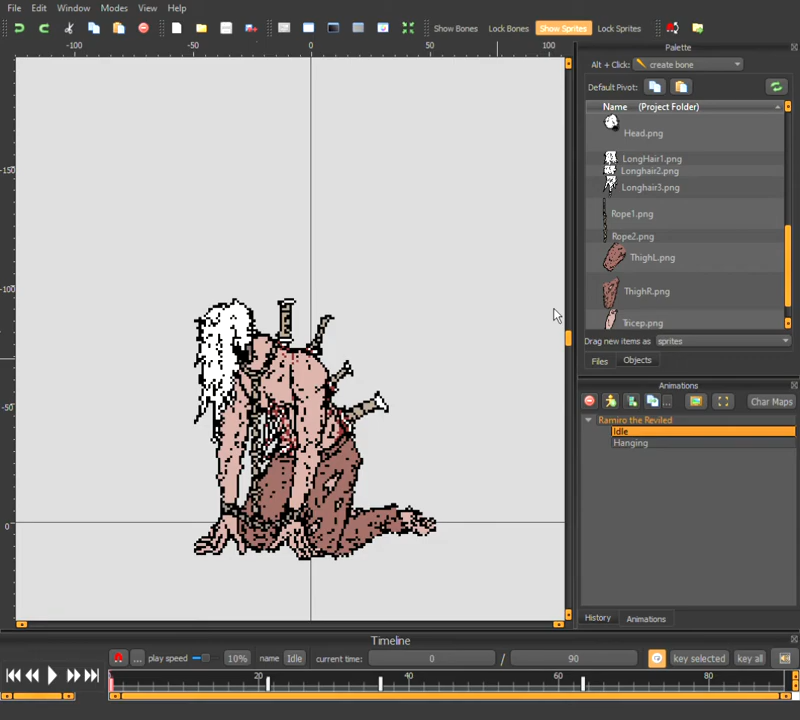 File Edit Window Modes View Help
Show Bones Lock Bones Show Sprites Lock Sprites
-100 -50 0 50 100
Palette
Alt + Click: create bone
Default Pivot:
Name (Project Folder)
Head.png
LongHair1.png
Longhair2.png
Longhair3.png
Rope1.png
Rope2.png
ThighL.png
ThighR.png
Tricep.png
Drag new items as sprites
Files Objects
-150
-100
-50
0
Animations
... Char Maps
Ramiro the Reviled
Idle
Hanging
History Animations
Timeline
... play speed 10% name Idle current time: 0 / 90 key selected key all
20 40 60 80